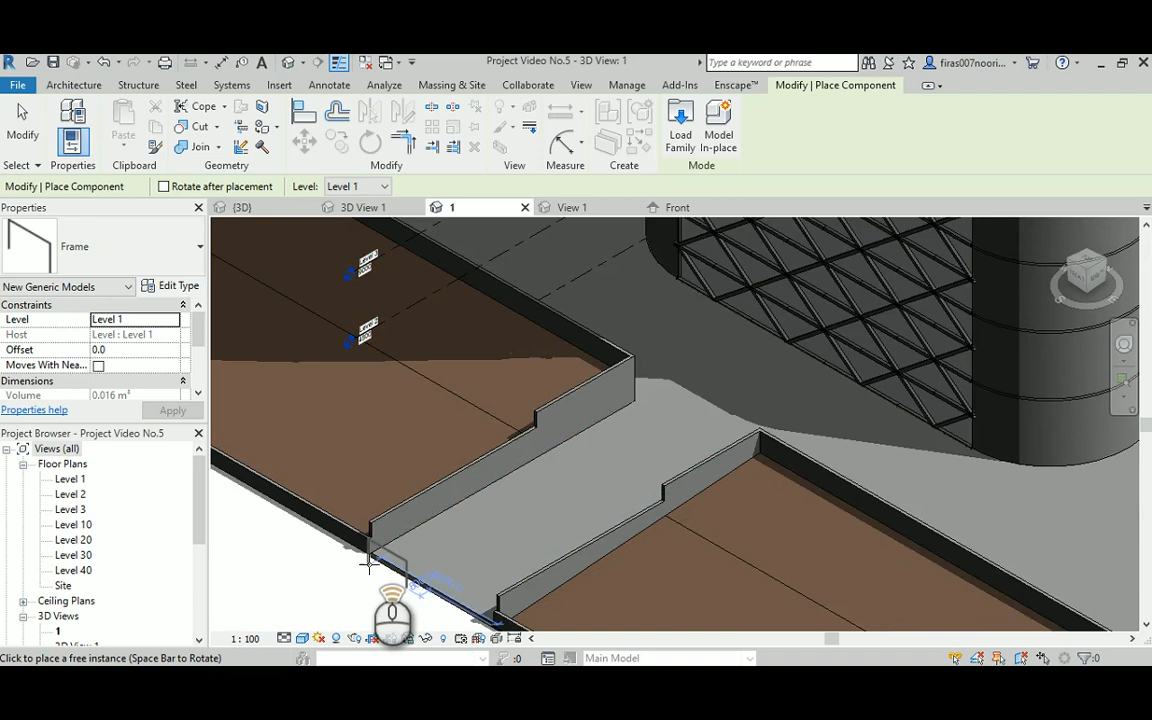 Project Video No.5 - 3D View: 1
Type a keyword or phrase
firas007noori...
File
Architecture
Structure
Steel
Systems
Insert
Annotate
Analyze
Massing & Site
Collaborate
View
Manage
Add-Ins
Enscape™
Modify | Place Component
Modify
Paste
Cope
Cut
Join
Load
Family
Model
In-place
Select
Properties
Clipboard
Geometry
Modify
View
Measure
Create
Mode
Modify | Place Component
Rotate after placement
Level:
Level 1
Properties
{3D}
3D View 1
1
View 1
Front
Frame
New Generic Models
Edit Type
Constraints
Level
Level 1
Host
Level : Level 1
Offset
0.0
Moves With Nea...
Dimensions
Volume
0.016 m³
Properties help
Apply
Project Browser - Project Video No.5
Views (all)
Floor Plans
Level 1
Level 2
Level 3
Level 10
Level 20
Level 30
Level 40
Site
Ceiling Plans
3D Views
1
1 : 100
Click to place a free instance (Space Bar to Rotate)
:0
Main Model
:0